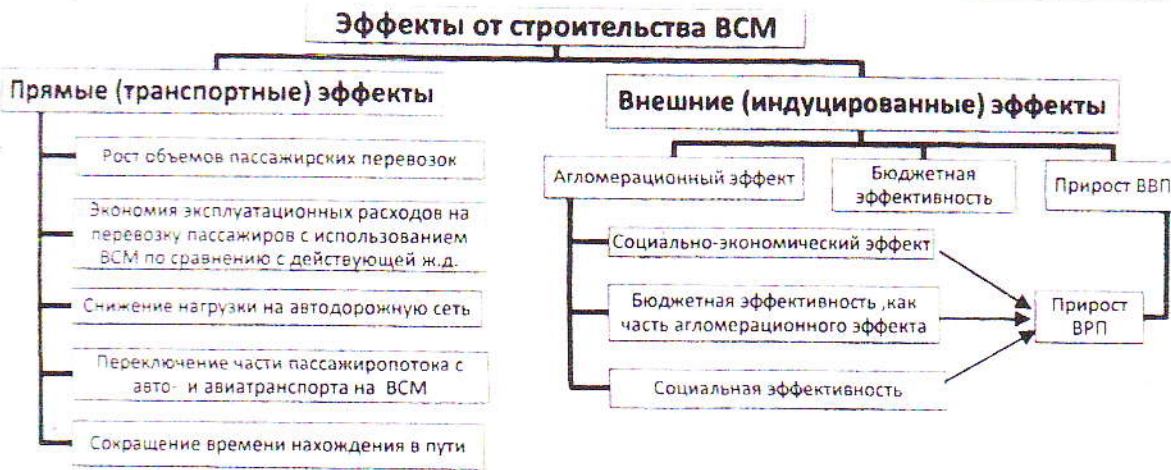 Эффекты от строительства ВСМ
Прямые (транспортные) эффекты
Рост объемов пассажирских перевозок
Экономия эксплуатационных расходов на
перевозку пассажиров с использованием
ВСМ по сравнению с действующей ж.д.
Снижение нагрузки на автодорожную сеть
Переключение части пассажиропотока с
авто- и авиатранспорта на ВСМ
Сокращение времени нахождения в пути
Внешние (индуцированные) эффекты
Агломерационный эффект
Бюджетная
эффективность
Прирост ВВП
Социально-экономический эффект
Бюджетная эффективность ,как
часть агломерационного эффекта
Социальная эффективность
Прирост
ВРП